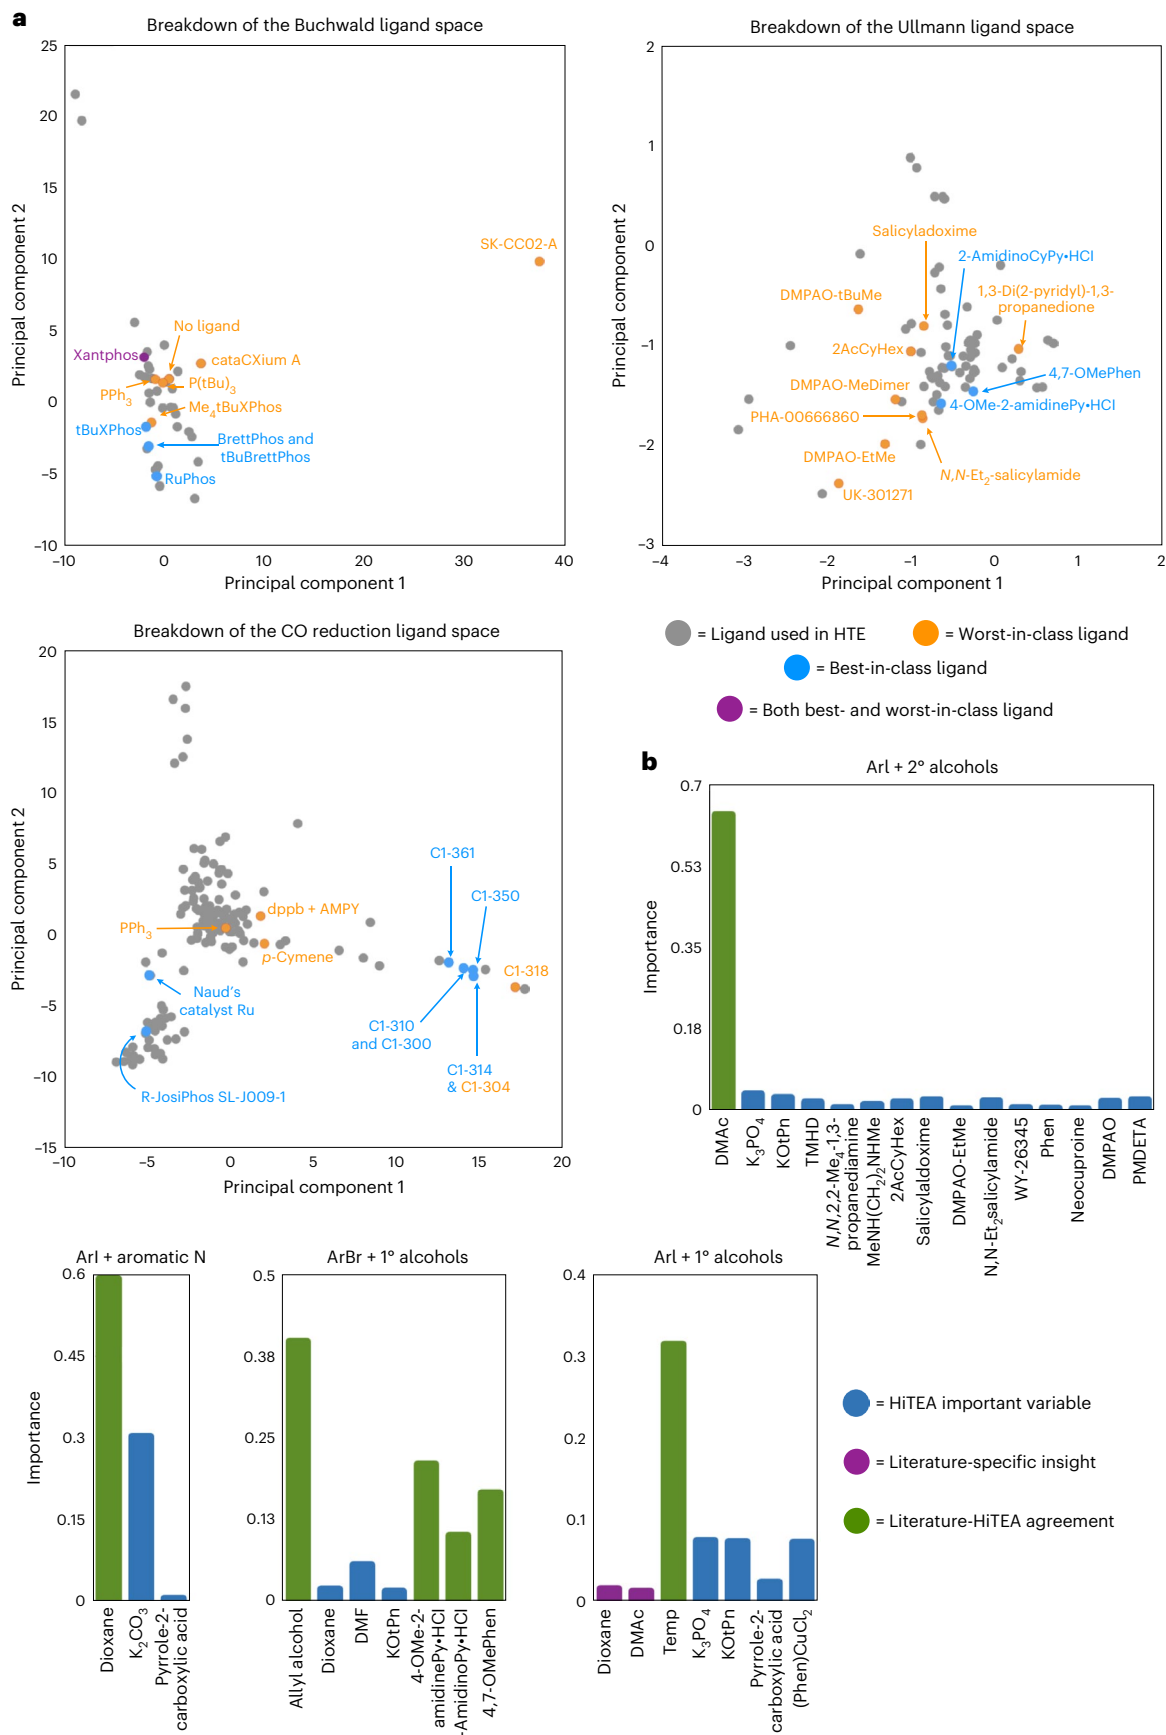 a
Breakdown of the Buchwald ligand space
25
20
15
10
5
0
–5
–10
Principal component 2
SK-CC02-A
No ligand
Xantphos
cataCXium A
PPh3
P(tBu)3
Me4tBuXPhos
tBuXPhos
BrettPhos and
tBuBrettPhos
RuPhos
–10
0
10
20
30
40
Principal component 1
Breakdown of the Ullmann ligand space
2
1
0
–1
–2
–3
Principal component 2
Salicyladoxime
2-AmidinoCyPy•HCl
DMPAO-tBuMe
1,3-Di(2-pyridyl)-1,3-
propanedione
2AcCyHex
4,7-OMePhen
DMPAO-MeDimer
4-OMe-2-amidinePy•HCl
PHA-00666860
DMPAO-EtMe
N,N-Et2-salicylamide
UK-301271
–4
–3
–2
–1
0
1
2
Principal component 1
Breakdown of the CO reduction ligand space
20
15
10
5
0
–5
–10
–15
Principal component 2
C1-361
C1-350
dppb + AMPY
PPh3
p-Cymene
C1-318
Naud's
catalyst Ru
C1-310
and C1-300
C1-314
& C1-304
R-JosiPhos SL-J009-1
–10
–5
0
5
10
15
20
Principal component 1
= Ligand used in HTE
= Worst-in-class ligand
= Best-in-class ligand
= Both best- and worst-in-class ligand
b
ArI + 2° alcohols
0.7
0.53
0.35
0.18
0
Importance
DMAc
K3PO4
KOtPn
TMHD
N,N,2,2-Me4-1,3-
propanediamine
MeNH(CH2)2NHMe
2AcCyHex
Salicylaldoxime
DMPAO-EtMe
N,N-Et2salicylamide
WY-26345
Phen
Neocuproine
DMPAO
PMDETA
ArI + aromatic N
0.6
0.45
0.3
0.15
0
Importance
Dioxane
K2CO3
Pyrrole-2-
carboxylic acid
ArBr + 1° alcohols
0.5
0.38
0.25
0.13
0
Allyl alcohol
Dioxane
DMF
KOtPn
4-OMe-2-
amidinePy•HCl
-AmidinoPy•HCl
4,7-OMePhen
ArI + 1° alcohols
0.4
0.3
0.2
0.1
0
Dioxane
DMAc
Temp
K3PO4
KOtPn
Pyrrole-2-
carboxylic acid
(Phen)CuCl2
= HiTEA important variable
= Literature-specific insight
= Literature-HiTEA agreement